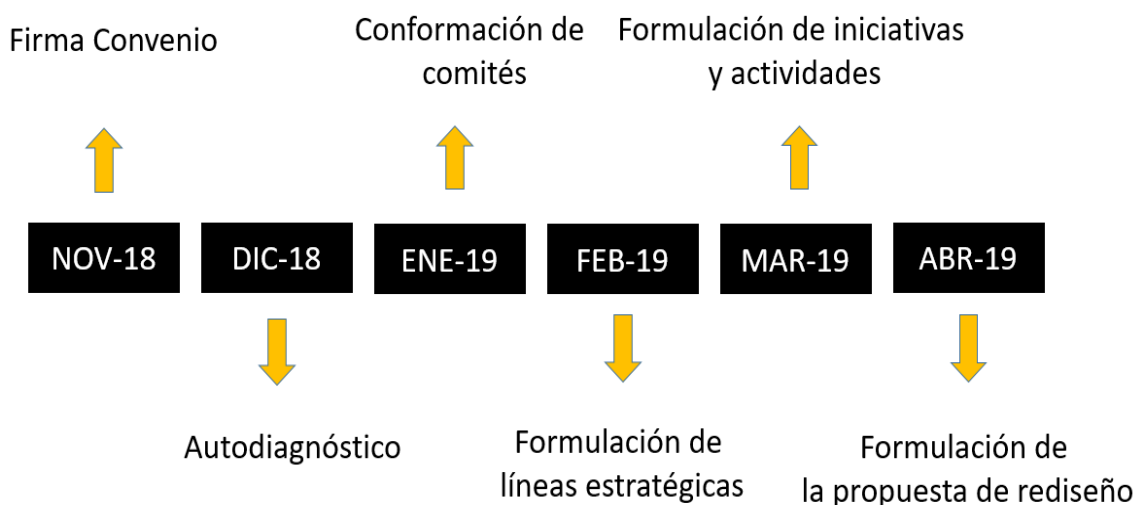 Firma Convenio
Conformación de
comités
Formulación de iniciativas
y actividades
NOV-18
DIC-18
ENE-19
FEB-19
MAR-19
ABR-19
Autodiagnóstico
Formulación de
líneas estratégicas
Formulación de
la propuesta de rediseño